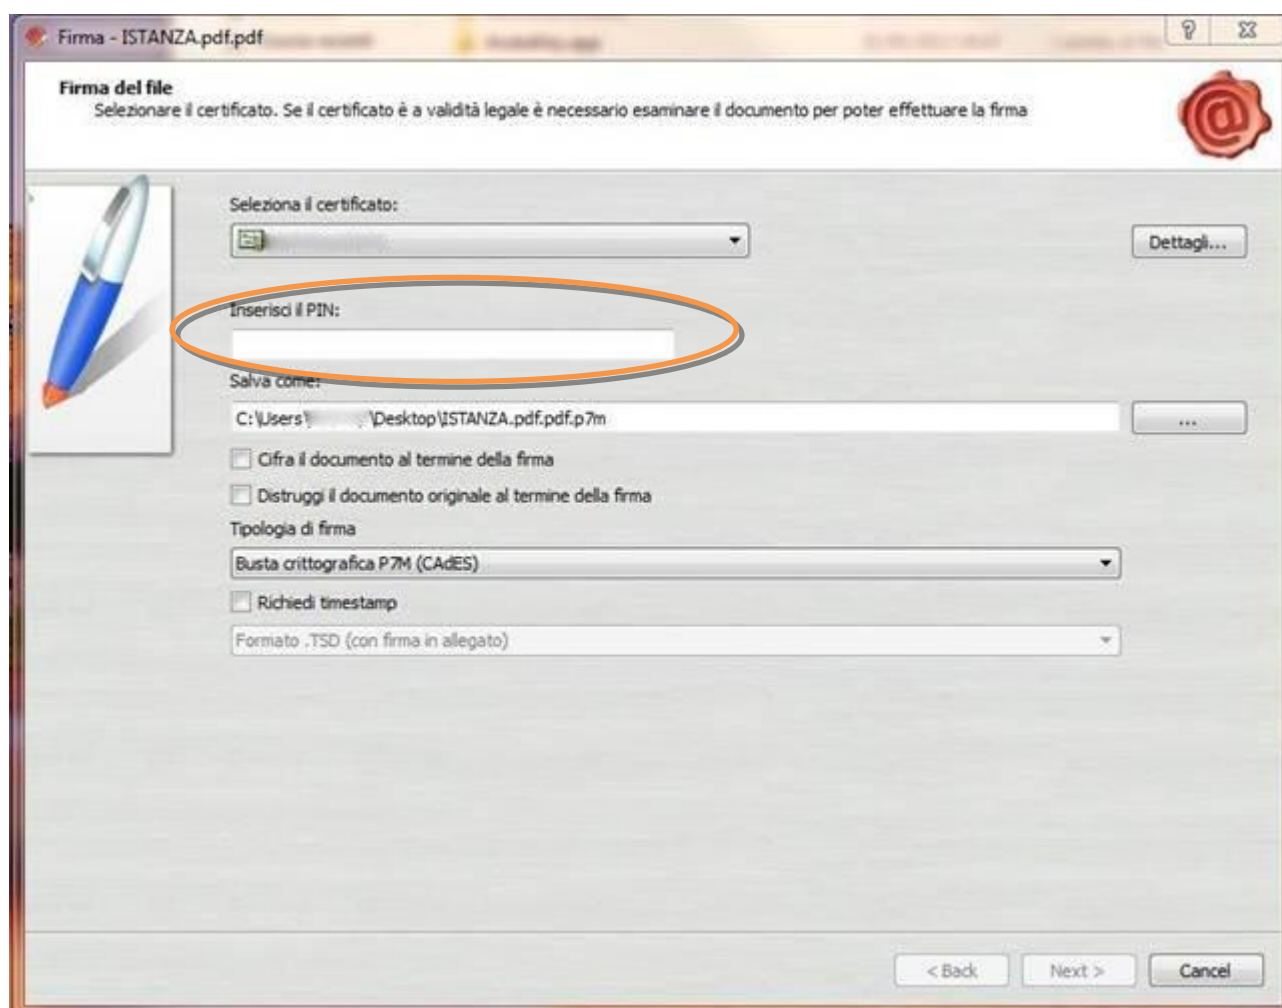 Firma - ISTANZA.pdf.pdf
Firma del file
Selezionare il certificato. Se il certificato è a validità legale è necessario esaminare il documento per poter effettuare la firma
Seleziona il certificato:
Dettagli...
Inserisci il PIN:
Salva come:
C:\Users\ \Desktop\ISTANZA.pdf.pdf.p7m
...
Cifra il documento al termine della firma
Distruggi il documento originale al termine della firma
Tipologia di firma
Busta crittografica P7M (CAdES)
Richiedi timestamp
Formato .TSD (con firma in allegato)
< Back Next > Cancel